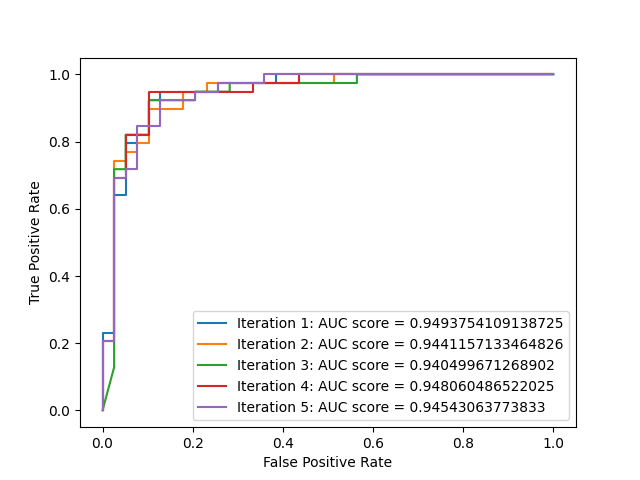 1.0
0.8
0.6
0.4
0.2
0.0
True Positive Rate
Iteration 1: AUC score = 0.9493754109138725
Iteration 2: AUC score = 0.9441157133464826
Iteration 3: AUC score = 0.940499671268902
Iteration 4: AUC score = 0.948060486522025
Iteration 5: AUC score = 0.94543063773833
0.0 0.2 0.4 0.6 0.8 1.0
False Positive Rate